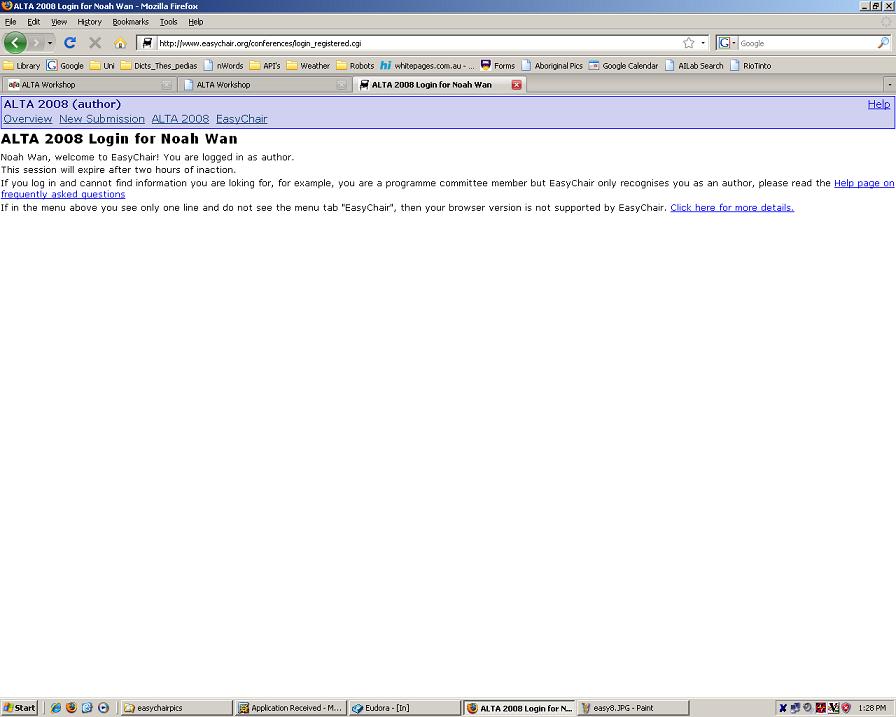 ALTA 2008 Login for Noah Wan - Mozilla Firefox
File Edit View History Bookmarks Tools Help
http://www.easychair.org/conferences/login_registered.cgi Google
Library Google Uni Dicts_Thes_pedias nWords API's Weather Robots hi whitepages.com.au - ... Forms Aboriginal Pics Google Calendar AILab Search RioTinto
ALTA Workshop ALTA Workshop ALTA 2008 Login for Noah Wan
ALTA 2008 (author) Help
Overview New Submission ALTA 2008 EasyChair
ALTA 2008 Login for Noah Wan
Noah Wan, welcome to EasyChair! You are logged in as author.
This session will expire after two hours of inaction.
If you log in and cannot find information you are loking for, for example, you are a programme committee member but EasyChair only recognises you as an author, please read the Help page on
frequently asked questions
If in the menu above you see only one line and do not see the menu tab "EasyChair", then your browser version is not supported by EasyChair. Click here for more details.
Start easychairpics Application Received - M... Eudora - [In] ALTA 2008 Login for N... easy8.JPG - Paint 1:28 PM